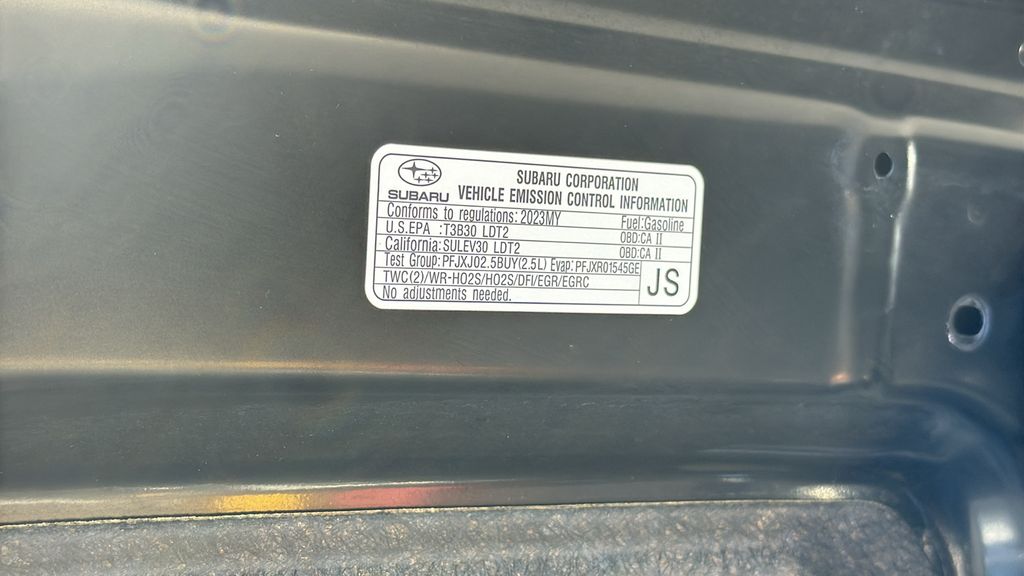 SUBARU
SUBARU CORPORATION
VEHICLE EMISSION CONTROL INFORMATION
Conforms to regulations: 2023MY Fuel:Gasoline
U.S.EPA :T3B30 LDT2 OBD:CA II
California:SULEV30 LDT2 OBD:CA II
Test Group:PFJXJ02.5BUY(2.5L) Evap:PFJXR01545GE
TWC(2)/WR-HO2S/HO2S/DFI/EGR/EGRC
No adjustments needed.
JS